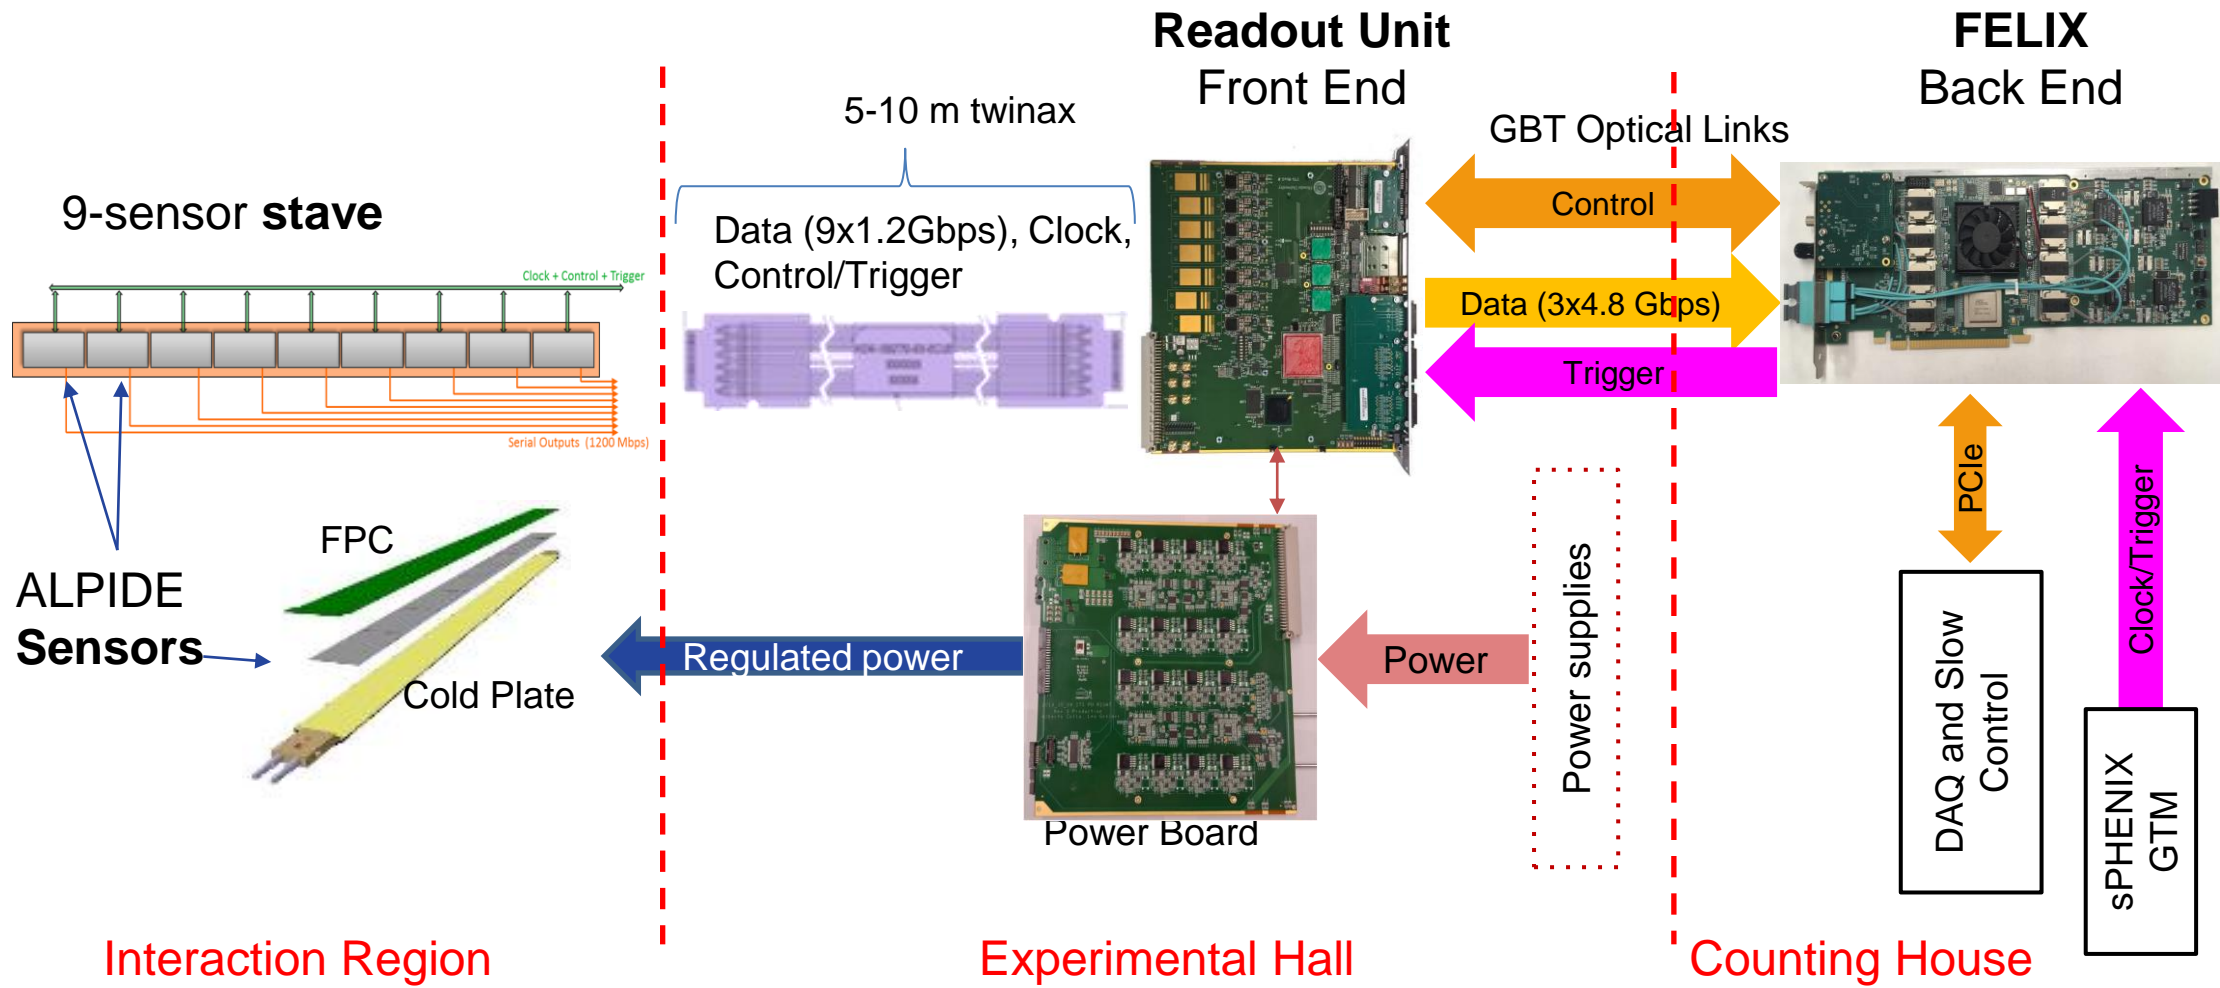 Readout Unit
Front End
FELIX
Back End
5-10 m twinax
GBT Optical Links
9-sensor stave
Data (9x1.2Gbps), Clock,
Control/Trigger
Control
Clock + Control + Trigger
Data (3x4.8 Gbps)
Trigger
Serial Outputs (1200 Mbps)
PCIe
Clock/Trigger
FPC
ALPIDE
Sensors
Cold Plate
Regulated power
Power
Power supplies
DAQ and Slow
Control
sPHENIX
GTM
Power Board
Interaction Region
Experimental Hall
Counting House